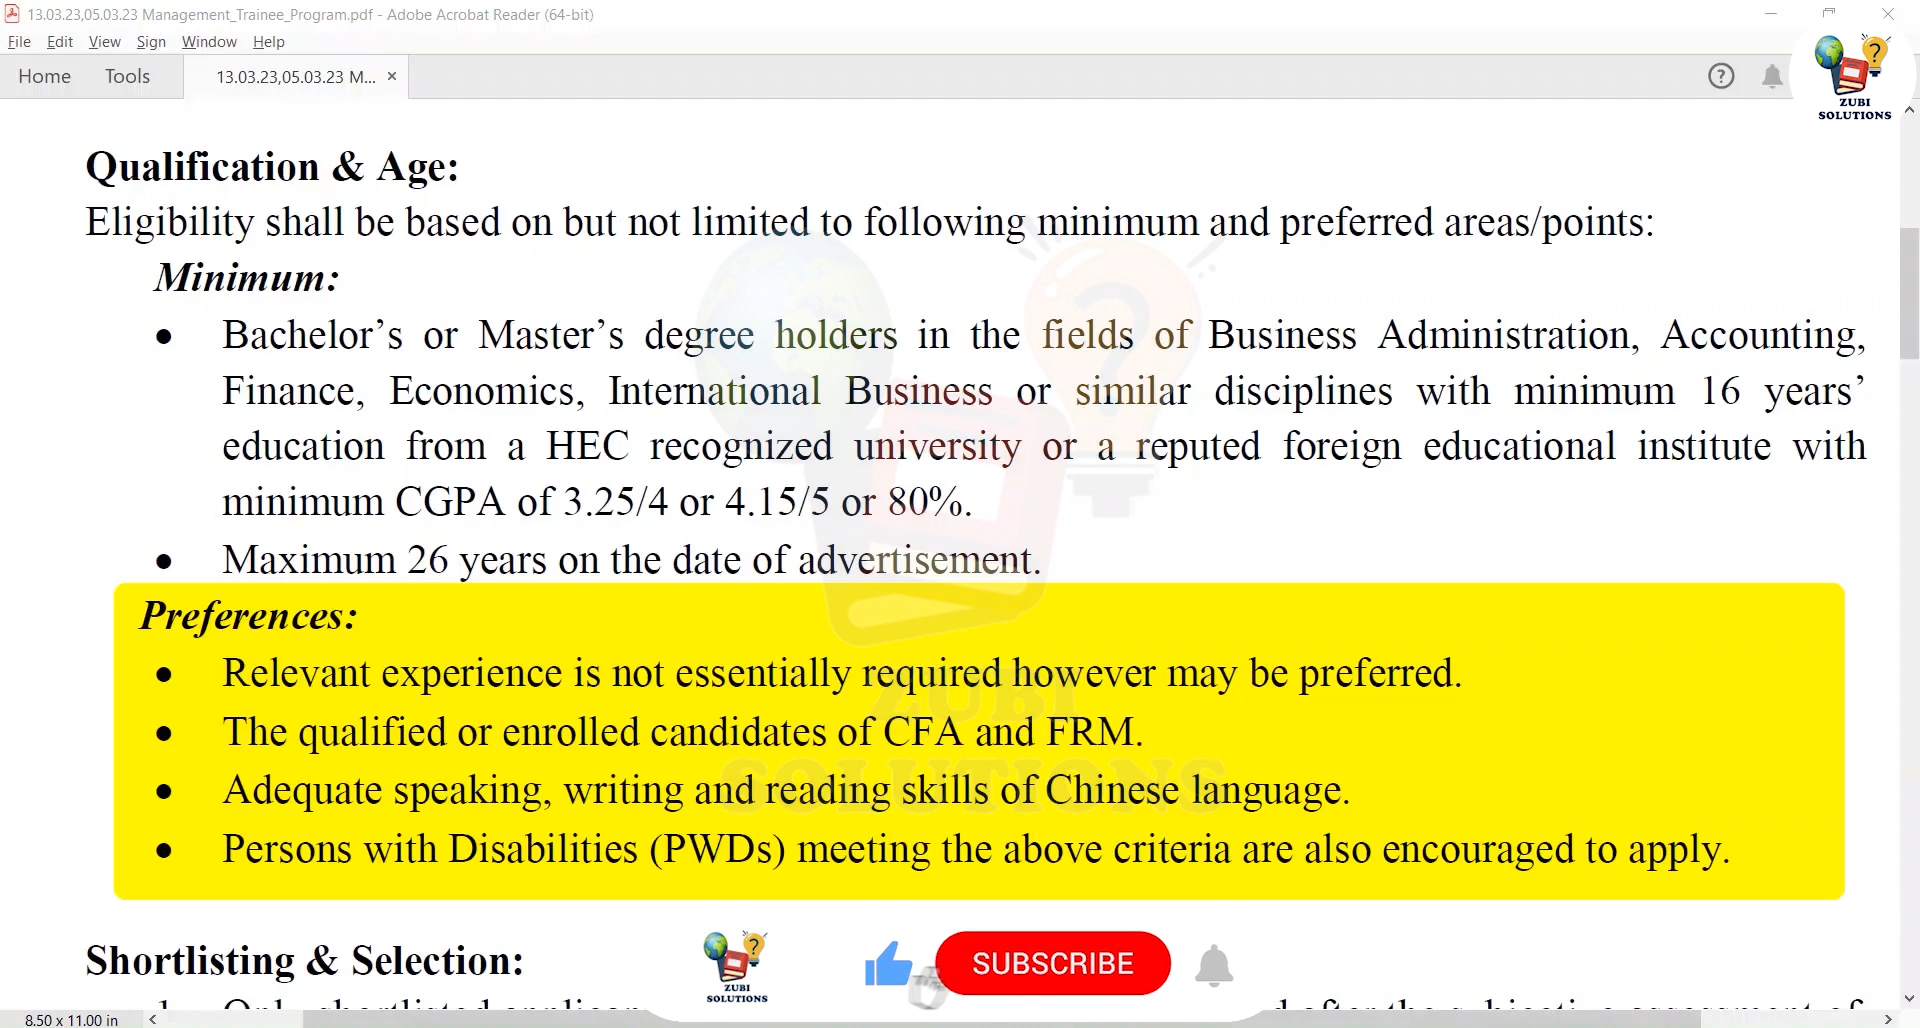 13.03.23,05.03.23 Management_Trainee_Program.pdf - Adobe Acrobat Reader (64-bit)
File Edit View Sign Window Help
Home Tools 13.03.23,05.03.23 M... ×
ZUBI
SOLUTIONS
Qualification & Age:
Eligibility shall be based on but not limited to following minimum and preferred areas/points:
Minimum:
• Bachelor’s or Master’s degree holders in the fields of Business Administration, Accounting,
Finance, Economics, International Business or similar disciplines with minimum 16 years’
education from a HEC recognized university or a reputed foreign educational institute with
minimum CGPA of 3.25/4 or 4.15/5 or 80%.
• Maximum 26 years on the date of advertisement.
Preferences:
• Relevant experience is not essentially required however may be preferred.
• The qualified or enrolled candidates of CFA and FRM.
ZUBI
SOLUTIONS
• Adequate speaking, writing and reading skills of Chinese language.
• Persons with Disabilities (PWDs) meeting the above criteria are also encouraged to apply.
Shortlisting & Selection:
ZUBI
SOLUTIONS
SUBSCRIBE
8.50 x 11.00 in